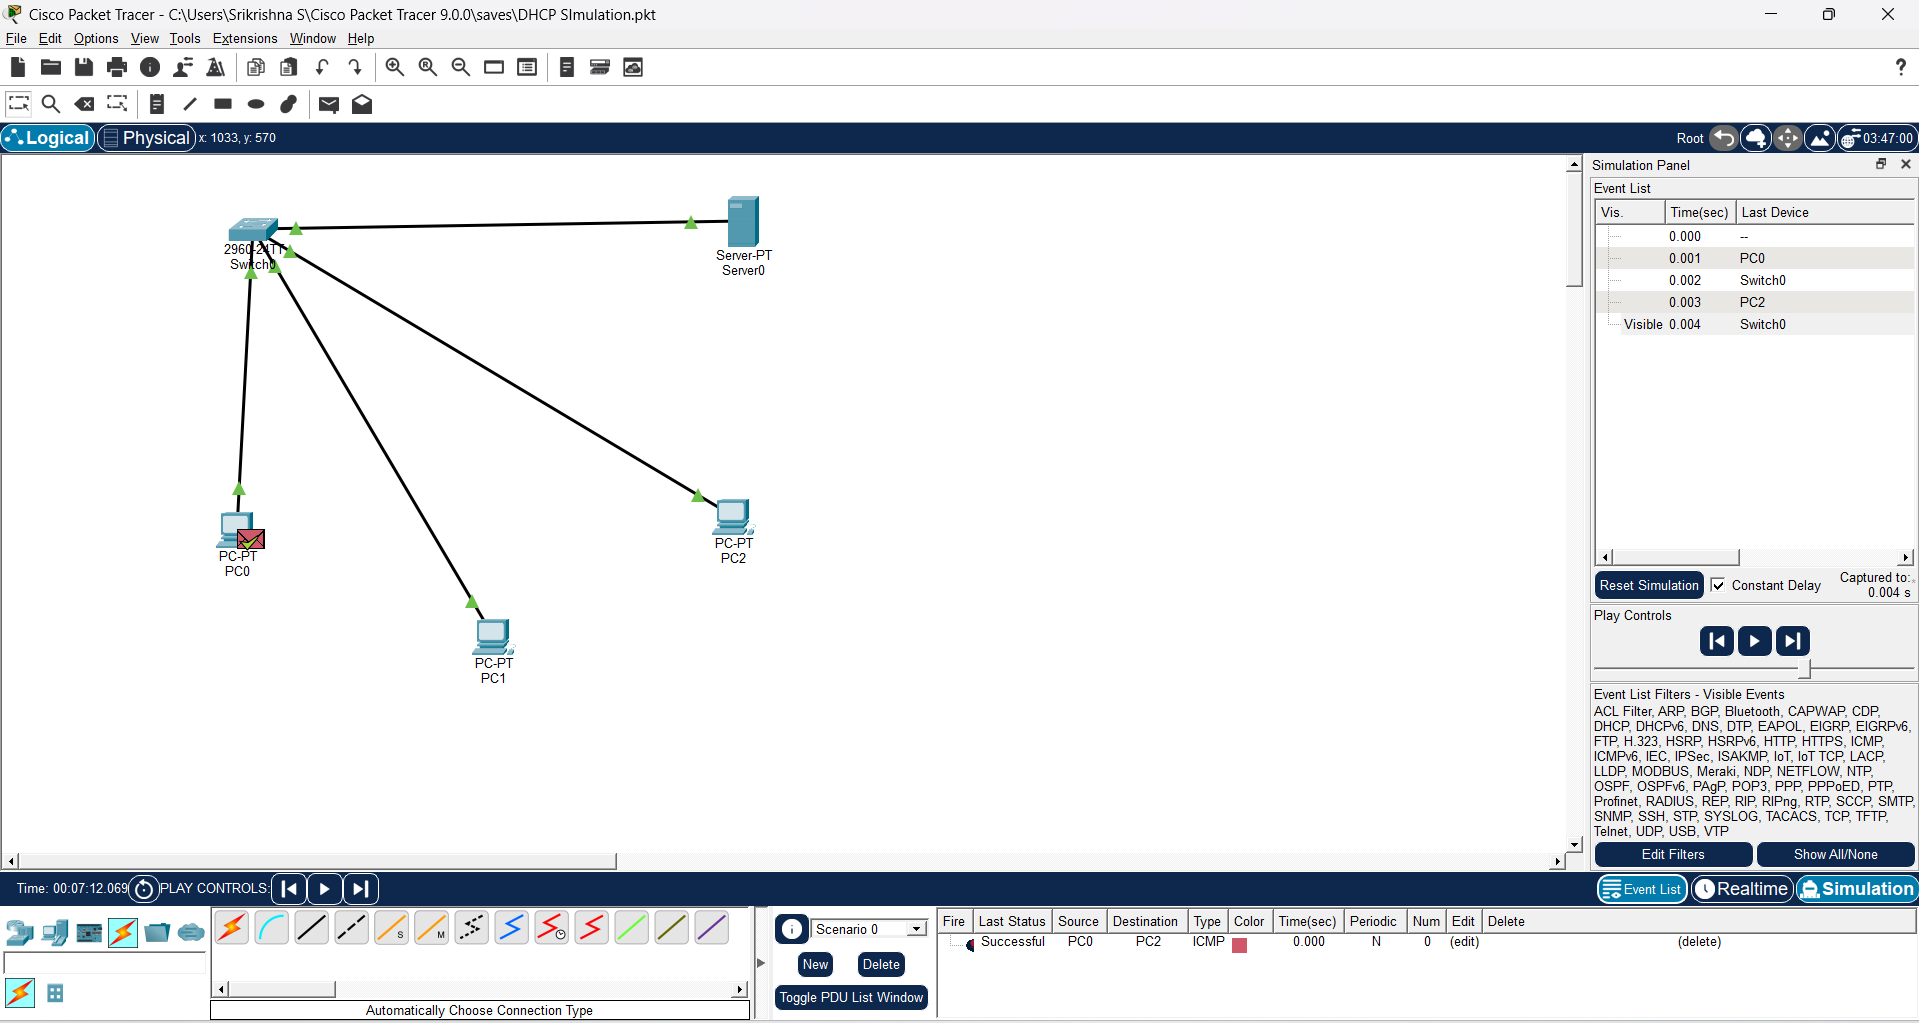 Cisco Packet Tracer - C:\Users\Srikrishna S\Cisco Packet Tracer 9.0.0\saves\DHCP SImulation.pkt
File Edit Options View Tools Extensions Window Help
Logical Physical x: 1033, y: 570 Root 03:47:00
2960-24TT
Switch0
Server-PT
Server0
PC-PT
PC0
PC-PT
PC1
PC-PT
PC2
Simulation Panel
Event List
Vis. Time(sec) Last Device
0.000 --
0.001 PC0
0.002 Switch0
0.003 PC2
Visible 0.004 Switch0
Reset Simulation Constant Delay Captured to:
0.004 s
Play Controls
Event List Filters - Visible Events
ACL Filter, ARP, BGP, Bluetooth, CAPWAP, CDP,
DHCP, DHCPv6, DNS, DTP, EAPOL, EIGRP, EIGRPv6,
FTP, H.323, HSRP, HSRPv6, HTTP, HTTPS, ICMP,
ICMPv6, IEC, IPSec, ISAKMP, IoT, IoT TCP, LACP,
LLDP, MODBUS, Meraki, NDP, NETFLOW, NTP,
OSPF, OSPFv6, PAgP, POP3, PPP, PPPoED, PTP,
Profinet, RADIUS, REP, RIP, RIPng, RTP, SCCP, SMTP,
SNMP, SSH, STP, SYSLOG, TACACS, TCP, TFTP,
Telnet, UDP, USB, VTP
Edit Filters Show All/None
Time: 00:07:12.069 PLAY CONTROLS: Event List Realtime Simulation
S M
Automatically Choose Connection Type
Scenario 0
New Delete
Toggle PDU List Window
Fire Last Status Source Destination Type Color Time(sec) Periodic Num Edit Delete
Successful PC0 PC2 ICMP 0.000 N 0 (edit) (delete)